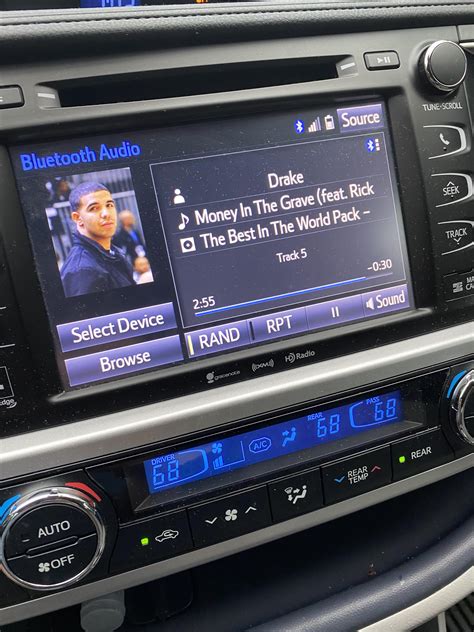 Source
TUNE•SCROLL
Bluetooth Audio
Drake
Money In The Grave (feat. Rick
The Best In The World Pack –
Track 5
2:55
-0:30
Select Device
Browse
RAND
RPT
Sound
SEEK
TRACK
gracenote
HD Radio
DRIVER
68
A/C
REAR
68
PASS
68
AUTO
OFF
REAR
TEMP
REAR